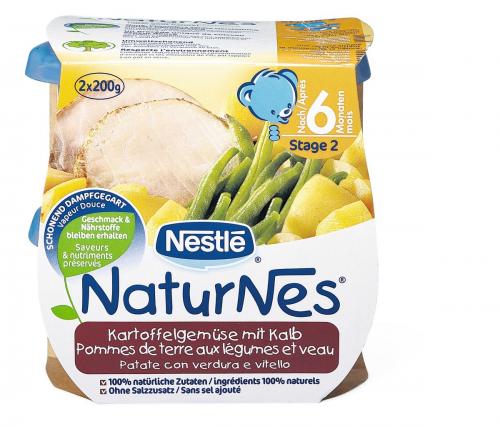 Respecte l'environnement
2x200g
Nach/Après
6
Monaten
mois
Stage 2
SCHONEND DAMPFGEGART
Vapeur Douce
Geschmack &
Nährstoffe
bleiben erhalten
Saveurs
& nutriments
préservés
Nestlé
®
NaturNes®
Kartoffelgemüse mit Kalb
Pommes de terre aux légumes et veau
Patate con verdura e vitello
100% natürliche Zutaten / ingrédients 100% naturels
Ohne Salzzusatz / Sans sel ajouté